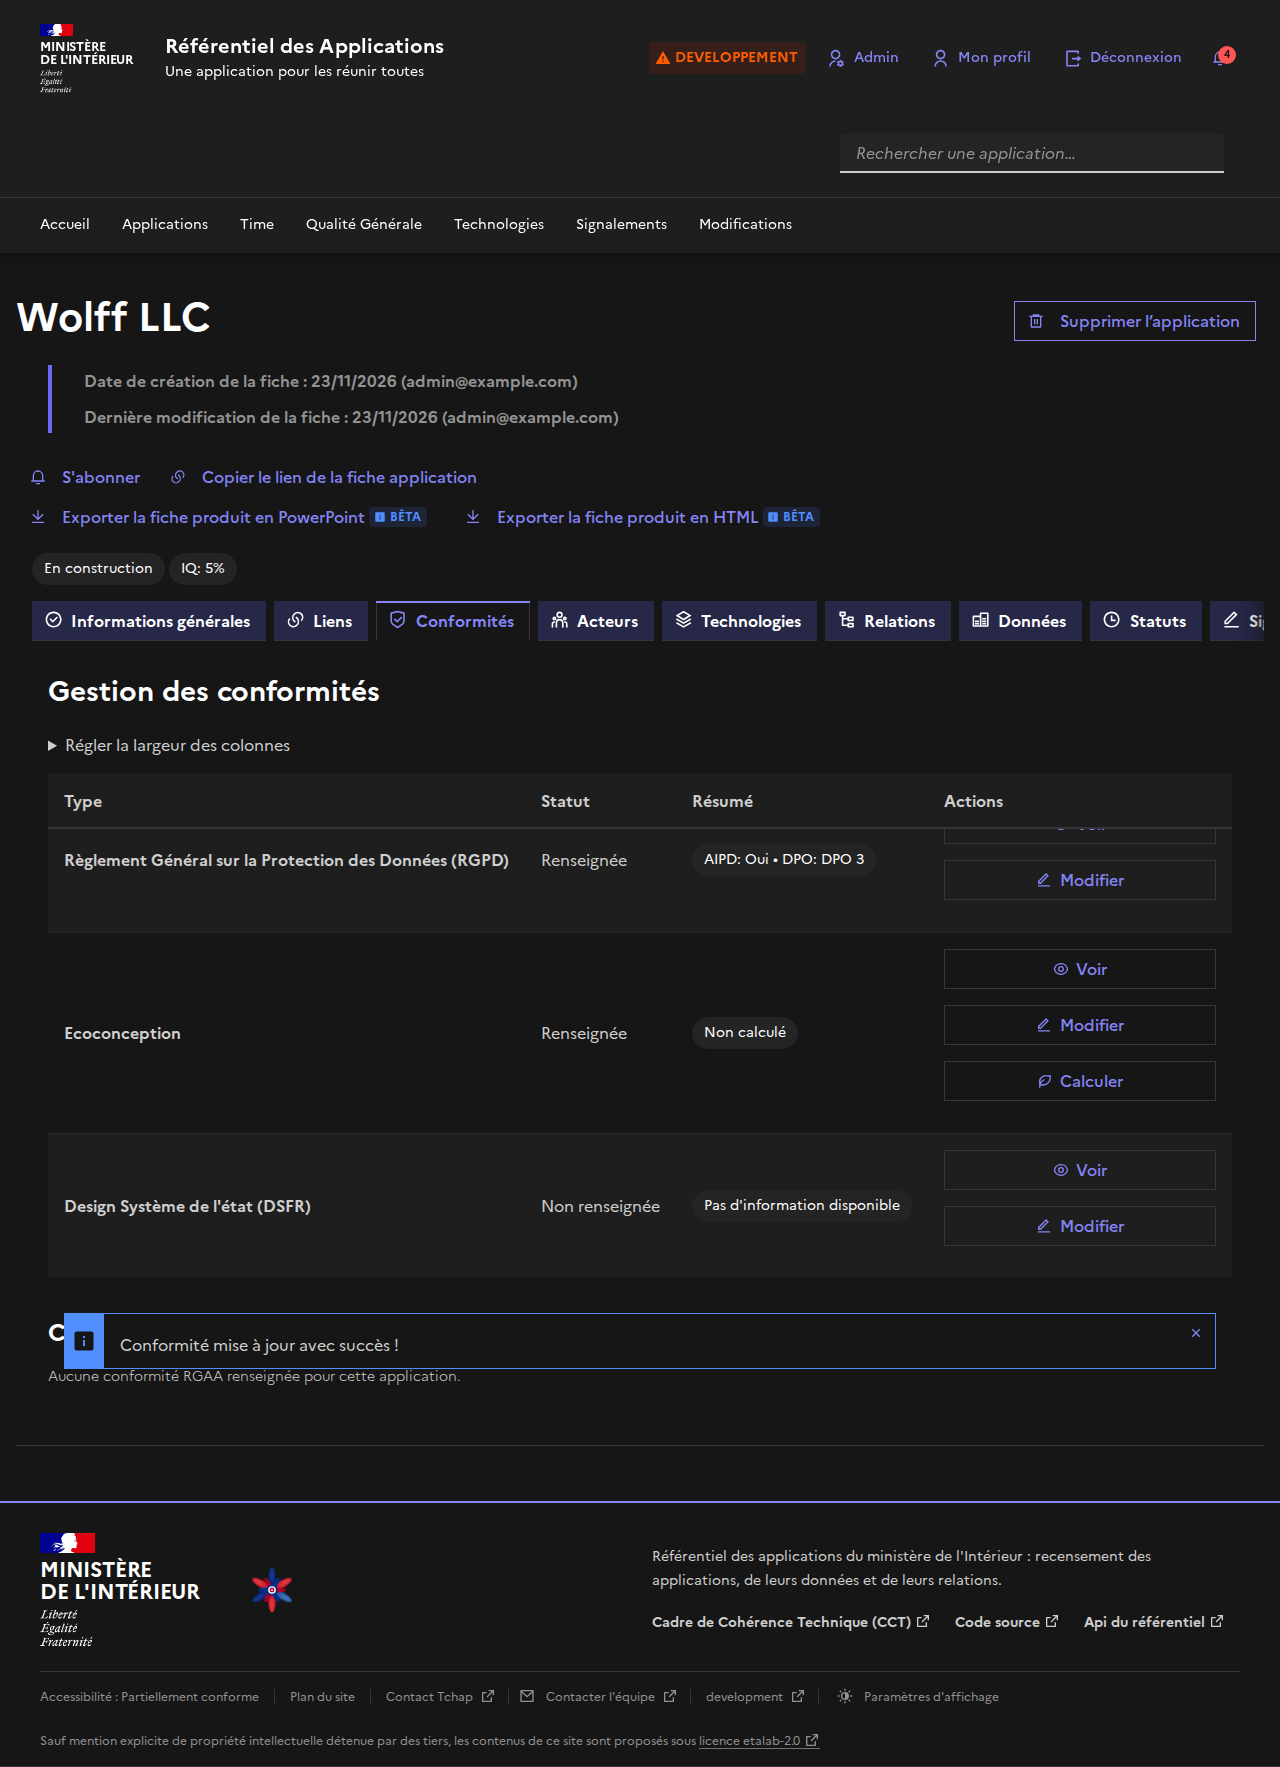 MINISTÈRE
DE L'INTÉRIEUR
Liberté
Égalité
Fraternité
Référentiel des Applications
Une application pour les réunir toutes
DEVELOPPEMENT
Admin
Mon profil
Déconnexion
4
Rechercher une application…
Accueil
Applications
Time
Qualité Générale
Technologies
Signalements
Modifications
Wolff LLC
Supprimer l’application
Date de création de la fiche : 23/11/2026 (admin@example.com)
Dernière modification de la fiche : 23/11/2026 (admin@example.com)
S'abonner
Copier le lien de la fiche application
Exporter la fiche produit en PowerPoint BÊTA
Exporter la fiche produit en HTML BÊTA
En construction
IQ: 5%
Informations générales
Liens
Conformités
Acteurs
Technologies
Relations
Données
Statuts
Gestion des conformités
Régler la largeur des colonnes
Type
Statut
Résumé
Actions
Règlement Général sur la Protection des Données (RGPD)
Renseignée
AIPD: Oui • DPO: DPO 3
Modifier
Ecoconception
Renseignée
Non calculé
Voir
Modifier
Calculer
Design Système de l'état (DSFR)
Non renseignée
Pas d'information disponible
Voir
Modifier
Conformité mise à jour avec succès !
Aucune conformité RGAA renseignée pour cette application.
MINISTÈRE
DE L'INTÉRIEUR
Liberté
Égalité
Fraternité
Référentiel des applications du ministère de l'Intérieur : recensement des
applications, de leurs données et de leurs relations.
Cadre de Cohérence Technique (CCT)
Code source
Api du référentiel
Accessibilité : Partiellement conforme
Plan du site
Contact Tchap
Contacter l'équipe
development
Paramètres d'affichage
Sauf mention explicite de propriété intellectuelle détenue par des tiers, les contenus de ce site sont proposés sous licence etalab-2.0